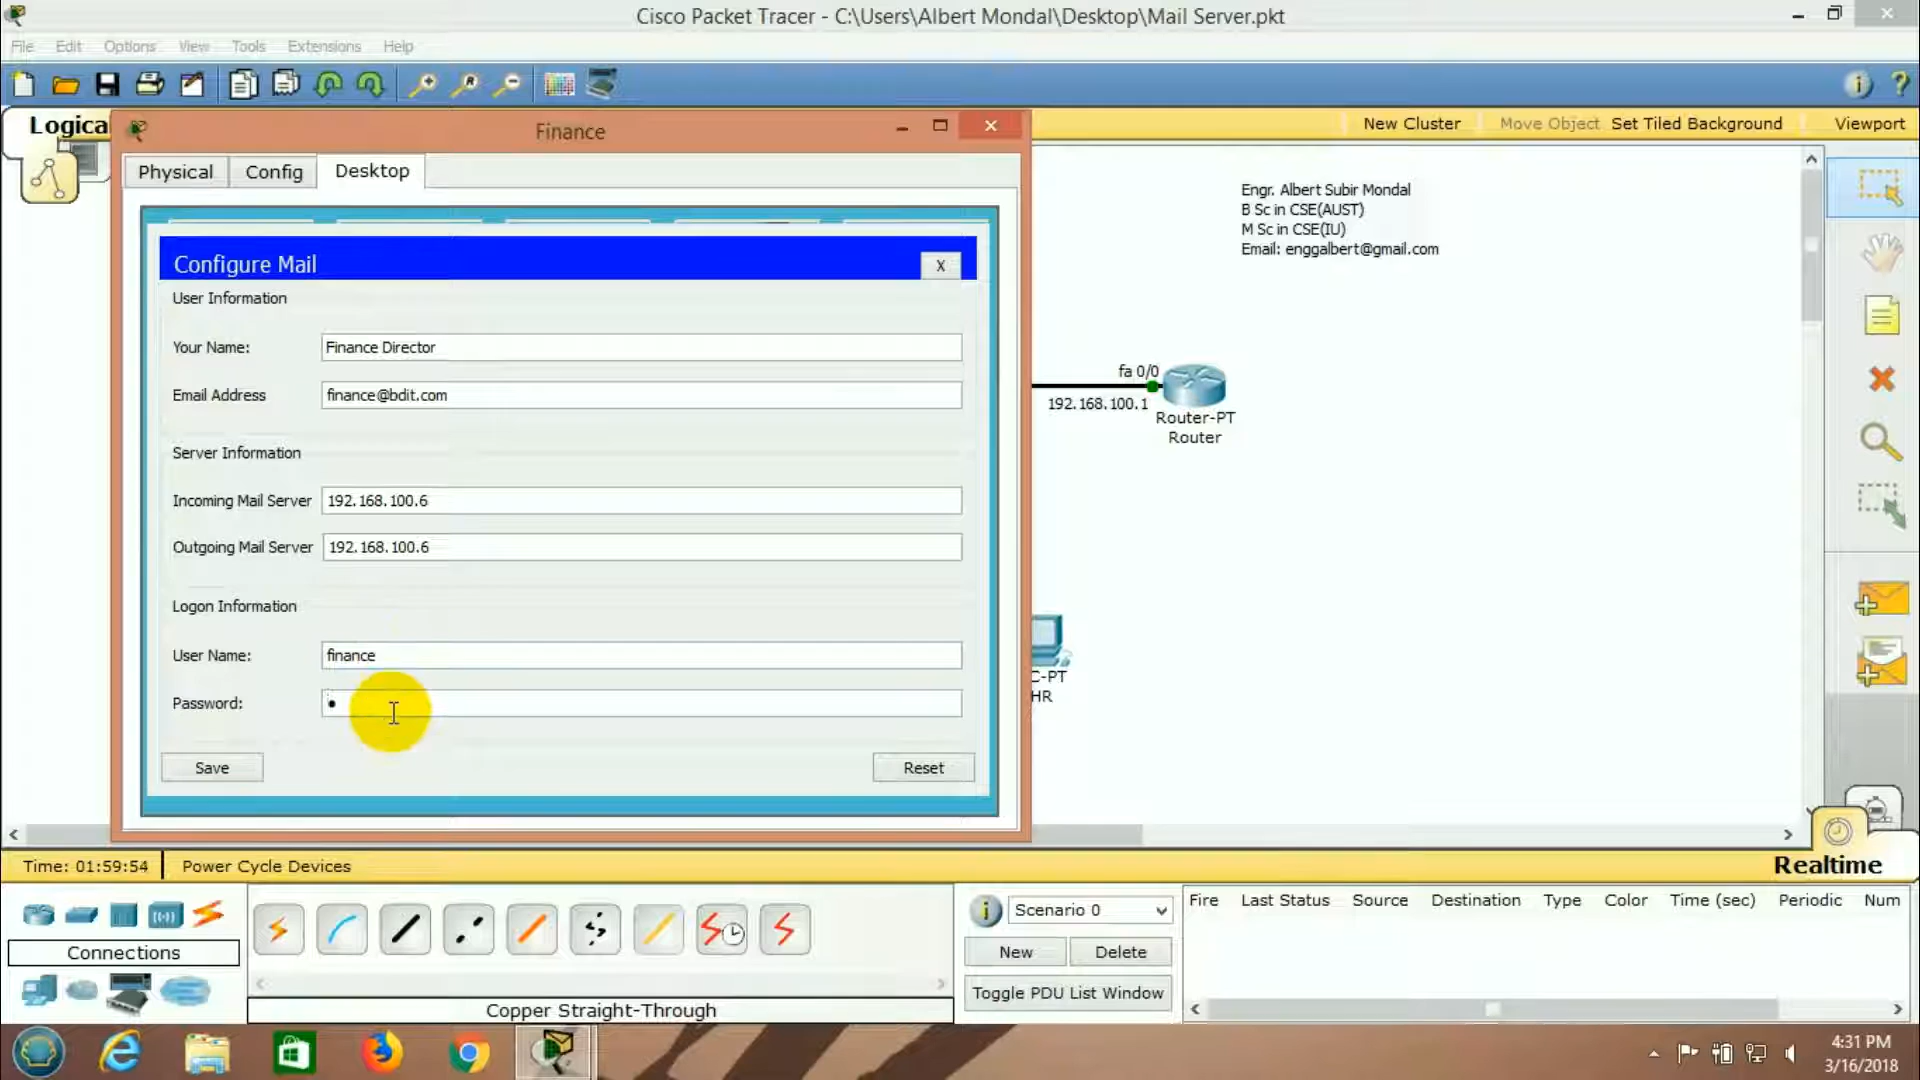 Cisco Packet Tracer - C:\Users\Albert Mondal\Desktop\Mail Server.pkt
File Edit Options View Tools Extensions Help
Logica
New Cluster Move Object Set Tiled Background Viewport
Finance
Physical Config Desktop
Configure Mail X
User Information
Your Name: Finance Director
Email Address finance@bdit.com
Server Information
Incoming Mail Server 192.168.100.6
Outgoing Mail Server 192.168.100.6
Logon Information
User Name: finance
Password: •
Save Reset
Engr. Albert Subir Mondal
B Sc in CSE(AUST)
M Sc in CSE(IU)
Email: enggalbert@gmail.com
fa 0/0
192.168.100.1
Router-PT
Router
C-PT
HR
Time: 01:59:54 Power Cycle Devices
Realtime
Connections
Copper Straight-Through
Scenario 0
New Delete
Toggle PDU List Window
Fire Last Status Source Destination Type Color Time (sec) Periodic Num
4:31 PM
3/16/2018